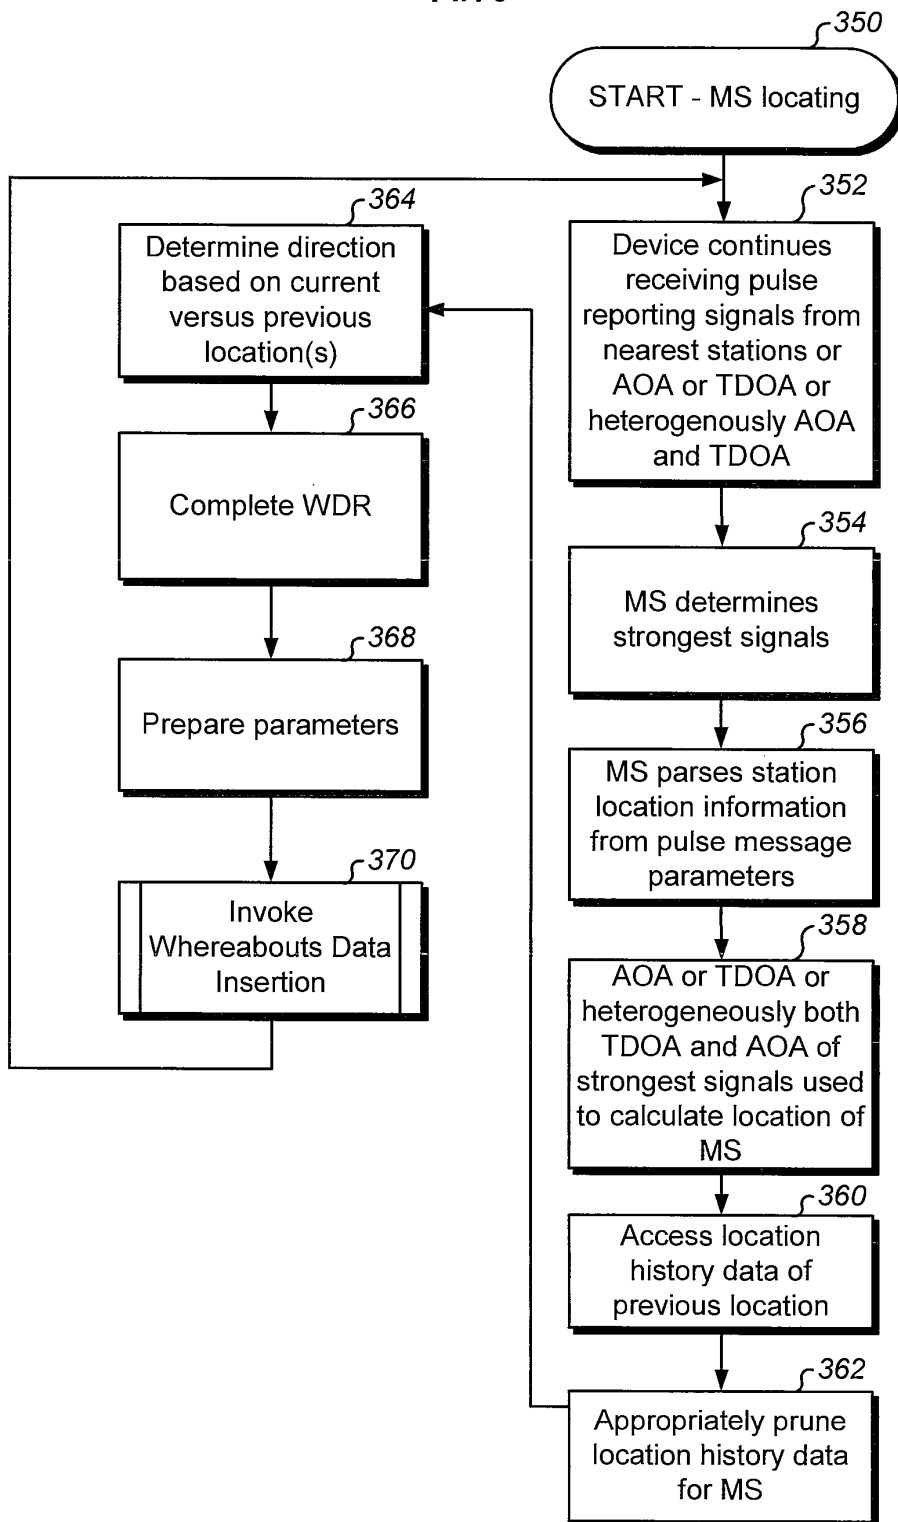 350
START - MS locating
352
Device continues
receiving pulse
reporting signals from
nearest stations or
AOA or TDOA or
heterogenously AOA
and TDOA
354
MS determines
strongest signals
356
MS parses station
location information
from pulse message
parameters
358
AOA or TDOA or
heterogeneously both
TDOA and AOA of
strongest signals used
to calculate location of
MS
360
Access location
history data of
previous location
362
Appropriately prune
location history data
for MS
364
Determine direction
based on current
versus previous
location(s)
366
Complete WDR
368
Prepare parameters
370
Invoke
Whereabouts Data
Insertion